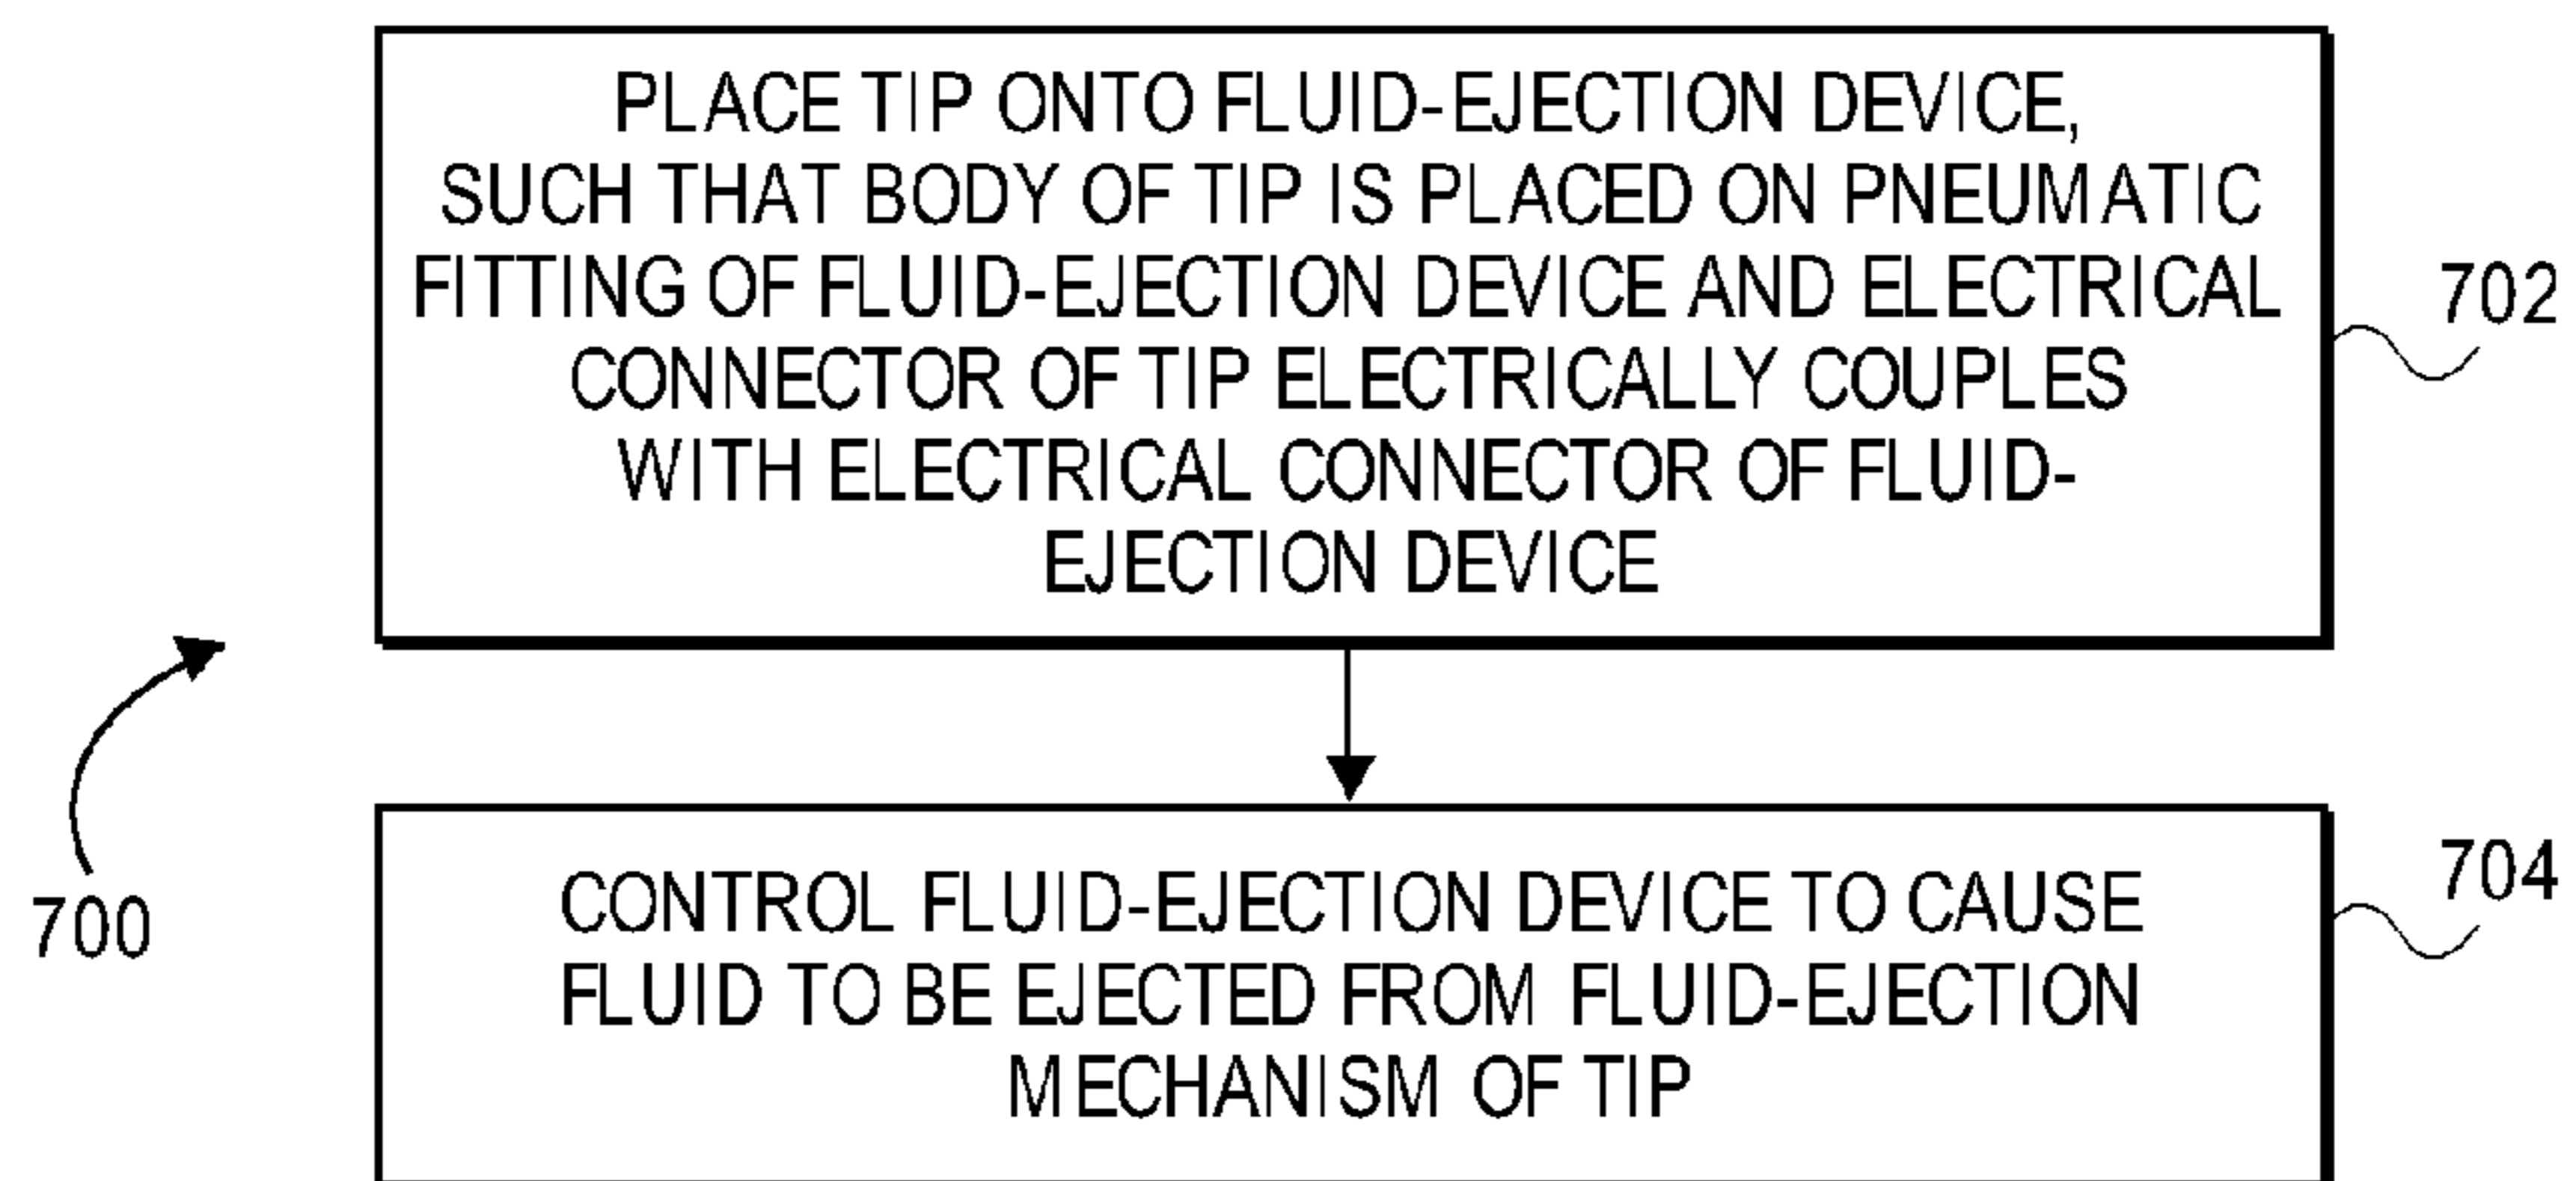 PLACE TIP ONTO FLUID-EJECTION DEVICE,
SUCH THAT BODY OF TIP IS PLACED ON PNEUMATIC
FITTING OF FLUID-EJECTION DEVICE AND ELECTRICAL
CONNECTOR OF TIP ELECTRICALLY COUPLES
WITH ELECTRICAL CONNECTOR OF FLUID-
EJECTION DEVICE
702
700
CONTROL FLUID-EJECTION DEVICE TO CAUSE
FLUID TO BE EJECTED FROM FLUID-EJECTION
MECHANISM OF TIP
704